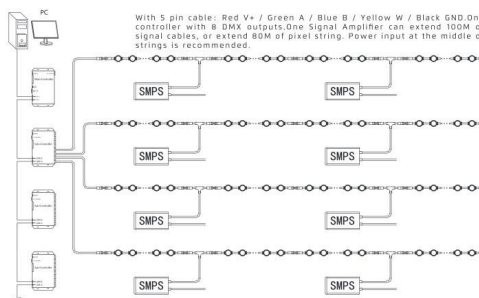 PC
With 5 pin cable: Red V+ / Green A / Blue B / Yellow W / Black GND.On
controller with 8 DMX outputs.One Signal Amplifier can extend 100M o
signal cables, or extend 80M of pixel string. Power input at the middle o
strings is recommended.
SMPS SMPS
SMPS SMPS
SMPS SMPS
SMPS SMPS